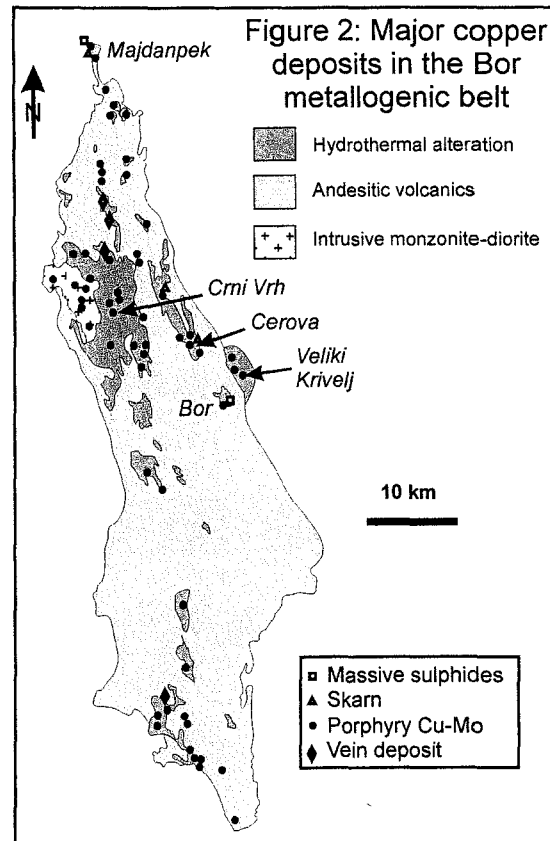 Figure 2: Major copper
deposits in the Bor
metallogenic belt
Majdanpek
N
Hydrothermal alteration
Andesitic volcanics
Intrusive monzonite-diorite
Crni Vrh
Cerova
Veliki
Krivelj
Bor
10 km
Massive sulphides
Skarn
Porphyry Cu-Mo
Vein deposit